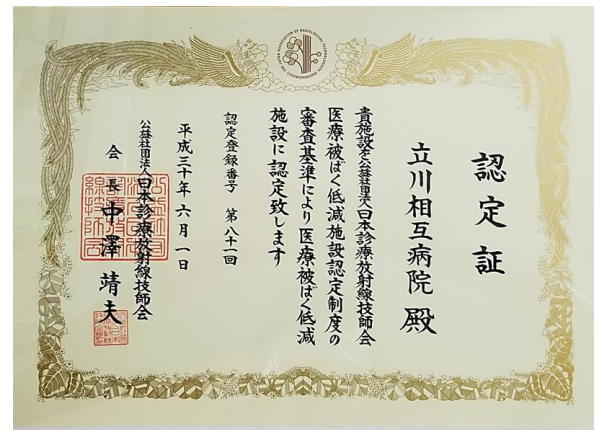 認定証
立川相互病院 殿
貴施設を公益社団法人日本診療放射線技師会
医療被ばく低減施設認定制度の
審査基準により医療被ばく低減
施設に認定致します
認定登録番号 第八十一回
平成三十年六月一日
公益社団法人日本診療放射線技師会
会長 中澤靖夫